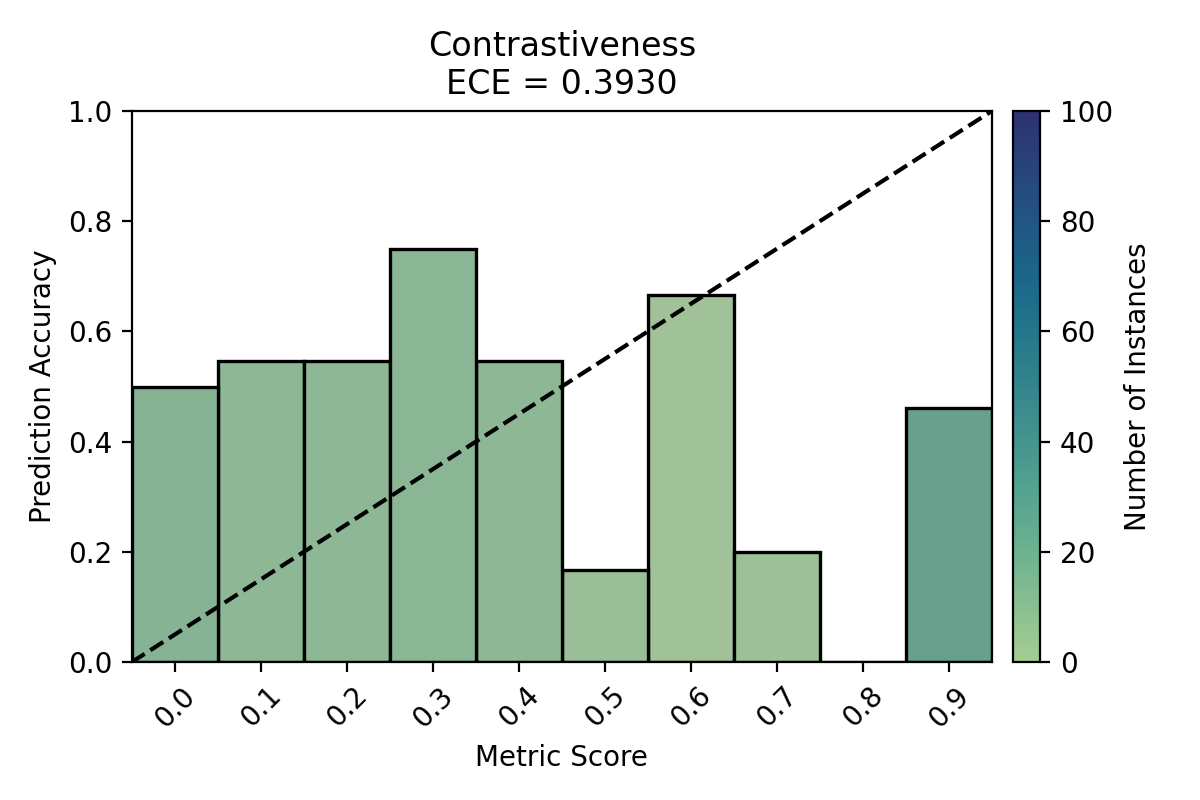 Contrastiveness
ECE = 0.3930
1.0
0.8
0.6
0.4
0.2
0.0
Prediction Accuracy
0.0 0.1 0.2 0.3 0.4 0.5 0.6 0.7 0.8 0.9
Metric Score
100
80
60
40
20
0
Number of Instances